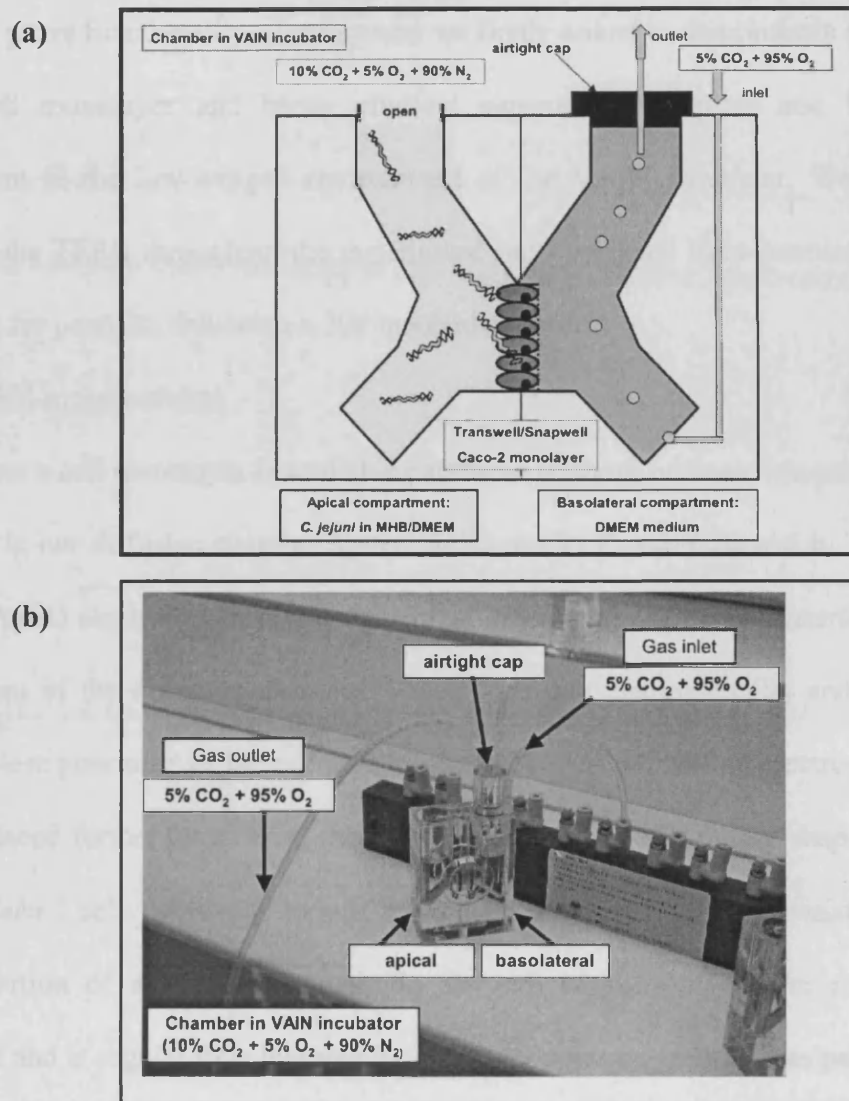 (a)
Chamber in VAIN incubator
10% CO₂ + 5% O₂ + 90% N₂
open
airtight cap
outlet
5% CO₂ + 95% O₂
inlet
Transwell/Snapwell
Caco-2 monolayer
Apical compartment:
C. jejuni in MHB/DMEM
Basolateral compartment:
DMEM medium
(b)
airtight cap
Gas inlet
5% CO₂ + 95% O₂
Gas outlet
5% CO₂ + 95% O₂
apical
basolateral
Chamber in VAIN incubator
(10% CO₂ + 5% O₂ + 90% N₂)